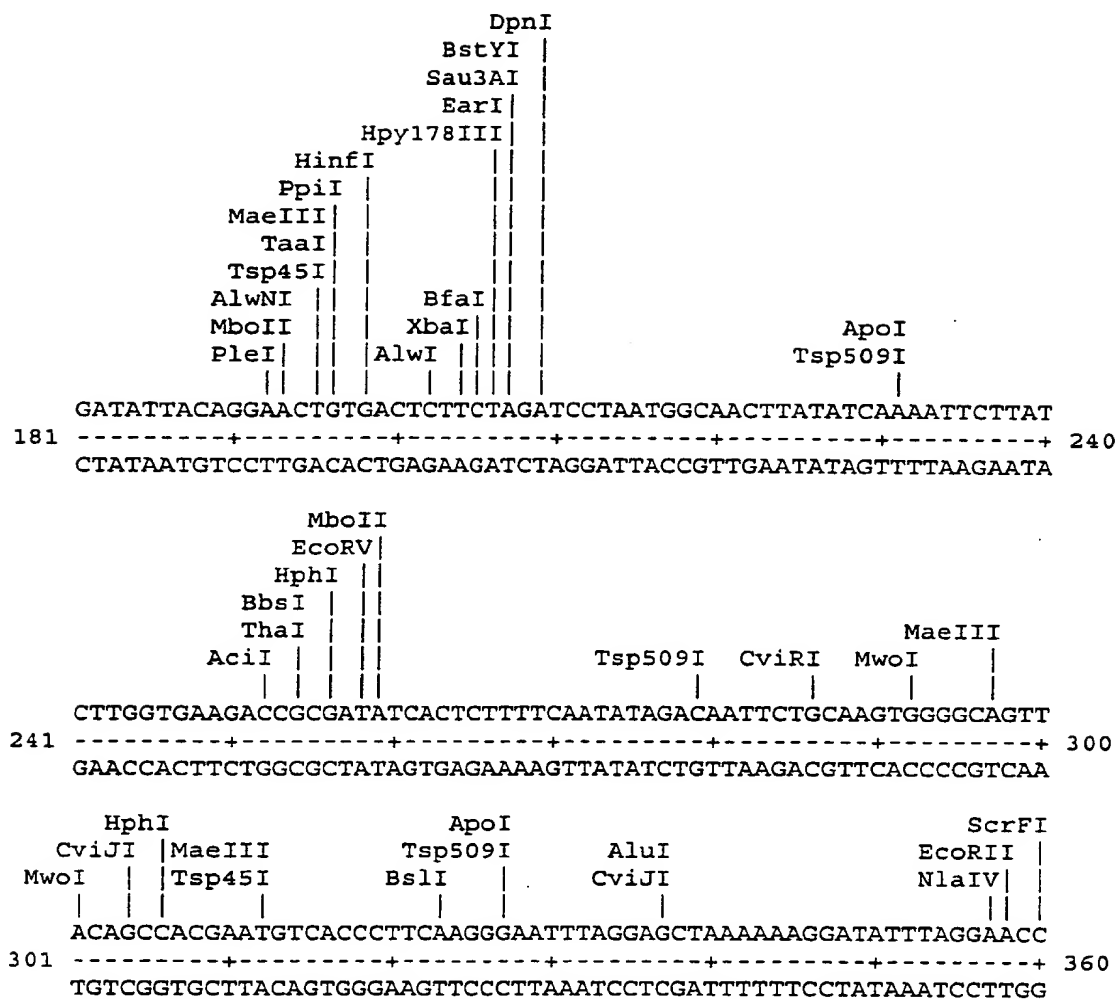 DpnI
BstYI
Sau3AI
EarI
Hpy178III
HinfI
PpiI
MaeIII
TaaI
Tsp45I
AlwNI BfaI
MboII XbaI ApoI
PleI AlwI Tsp509I
GATATTACAGGAACTGTGACTCTTCTAGATCCTAATGGCAACTTATATCAAAATTCTTAT
181 ---------+---------+---------+---------+---------+---------+ 240
CTATAATGTCCTTGACACTGAGAAGATCTAGGATTACCGTTGAATATAGTTTTAAGAATA
MboII
EcoRV
HphI
BbsI
ThaI MaeIII
AciI Tsp509I CviRI MwoI
CTTGGTGAAGACCGCGATATCACTCTTTTCAATATAGACAATTCTGCAAGTGGGGCAGTT
241 ---------+---------+---------+---------+---------+---------+ 300
GAACCACTTCTGGCGCTATAGTGAGAAAAGTTATATCTGTTAAGACGTTCACCCCGTCAA
HphI ApoI ScrFI
CviJI MaeIII Tsp509I AluI EcoRII
MwoI Tsp45I BslI CviJI NlaIV
ACAGCCACGAATGTCACCCTTCAAGGGAATTTAGGAGCTAAAAAAGGATATTTAGGAACC
301 ---------+---------+---------+---------+---------+---------+ 360
TGTCGGTGCTTACAGTGGGAAGTTCCCTTAAATCCTCGATTTTTTCCTATAAATCCTTGG